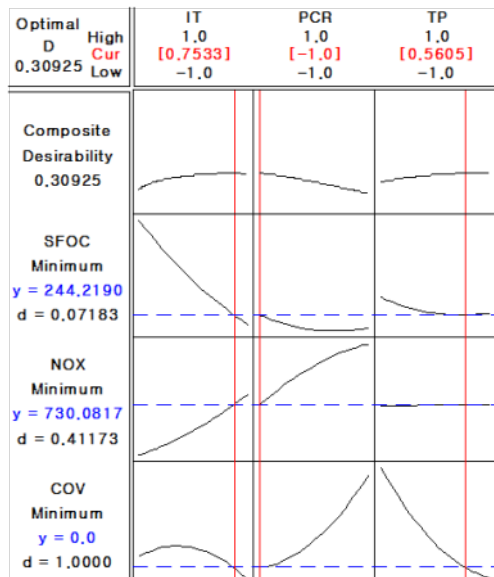 Optimal D 0.30925
High Cur Low
IT 1.0 [0.7533] -1.0
PCR 1.0 [-1.0] -1.0
TP 1.0 [0.5605] -1.0
Composite
Desirability
0.30925
SFOC
Minimum
y = 244.2190
d = 0.07183
NOX
Minimum
y = 730.0817
d = 0.41173
COV
Minimum
y = 0.0
d = 1.0000